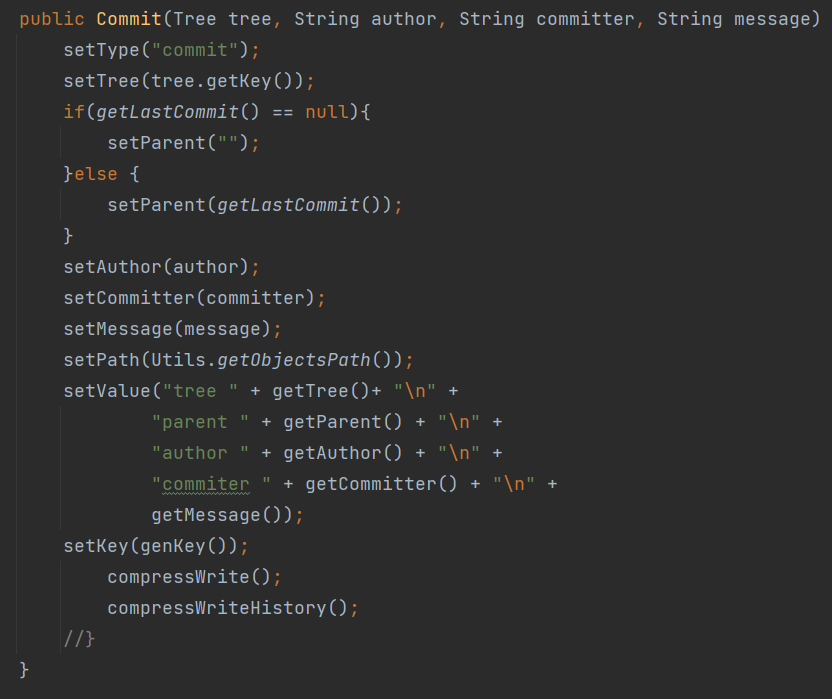 public Commit(Tree tree, String author, String committer, String message)
    setType("commit");
    setTree(tree.getKey());
    if(getLastCommit() == null){
        setParent("");
    }else {
        setParent(getLastCommit());
    }
    setAuthor(author);
    setCommitter(committer);
    setMessage(message);
    setPath(Utils.getObjectsPath());
    setValue("tree " + getTree()+ "\n" +
            "parent " + getParent() + "\n" +
            "author " + getAuthor() + "\n" +
            "commiter " + getCommitter() + "\n" +
            getMessage());
    setKey(genKey());
        compressWrite();
        compressWriteHistory();
    //}
}